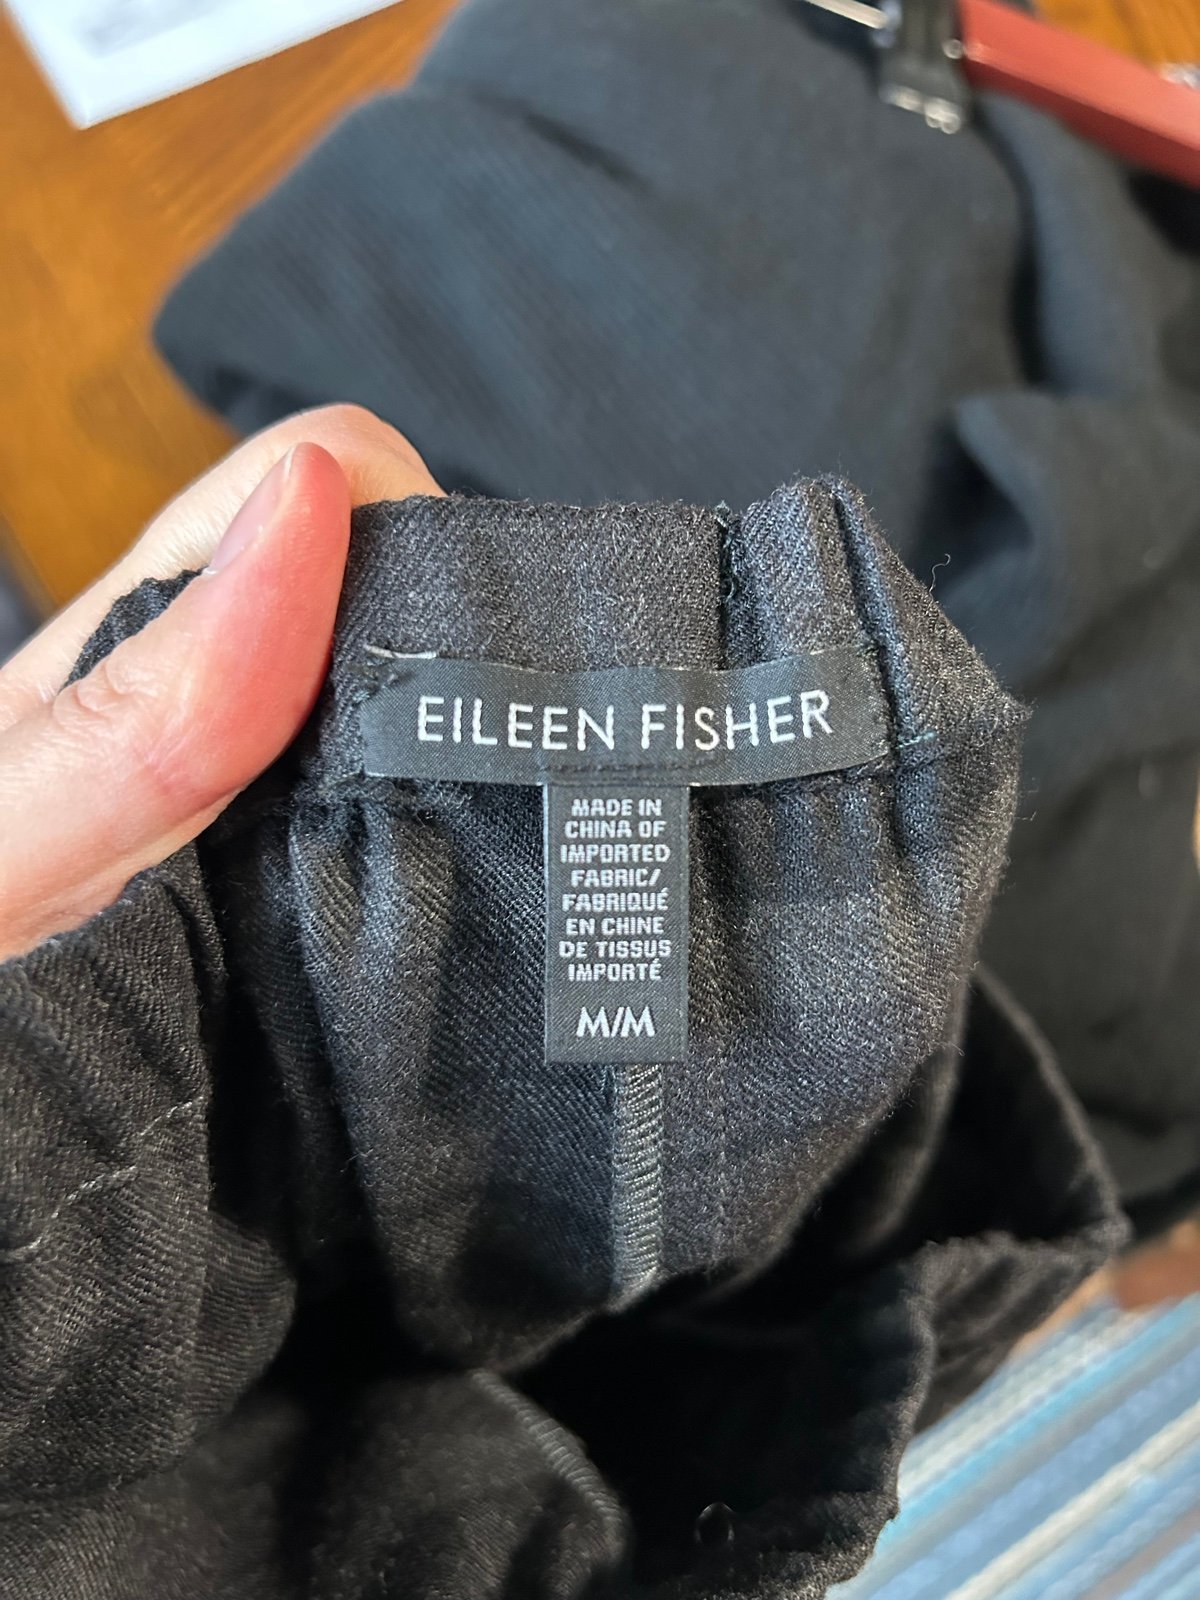 EILEEN FISHER
MADE IN
CHINA OF
IMPORTED
FABRIC/
FABRIQUÉ
EN CHINE
DE TISSUS
IMPORTÉ
M/M